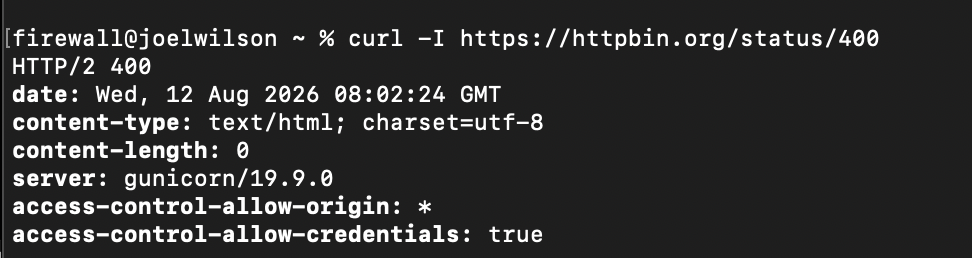 [firewall@joelwilson ~ % curl -I https://httpbin.org/status/400
HTTP/2 400
date: Wed, 12 Aug 2026 08:02:24 GMT
content-type: text/html; charset=utf-8
content-length: 0
server: gunicorn/19.9.0
access-control-allow-origin: *
access-control-allow-credentials: true